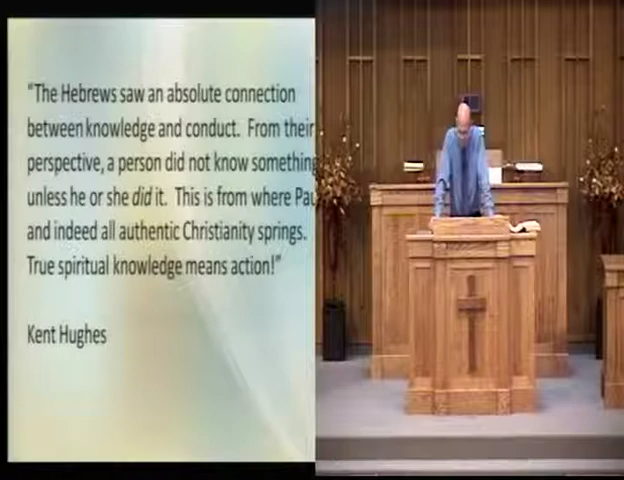 "The Hebrews saw an absolute connection
between knowledge and conduct. From their
perspective, a person did not know something
unless he or she did it. This is from where Pau
and indeed all authentic Christianity springs.
True spiritual knowledge means action!"
Kent Hughes